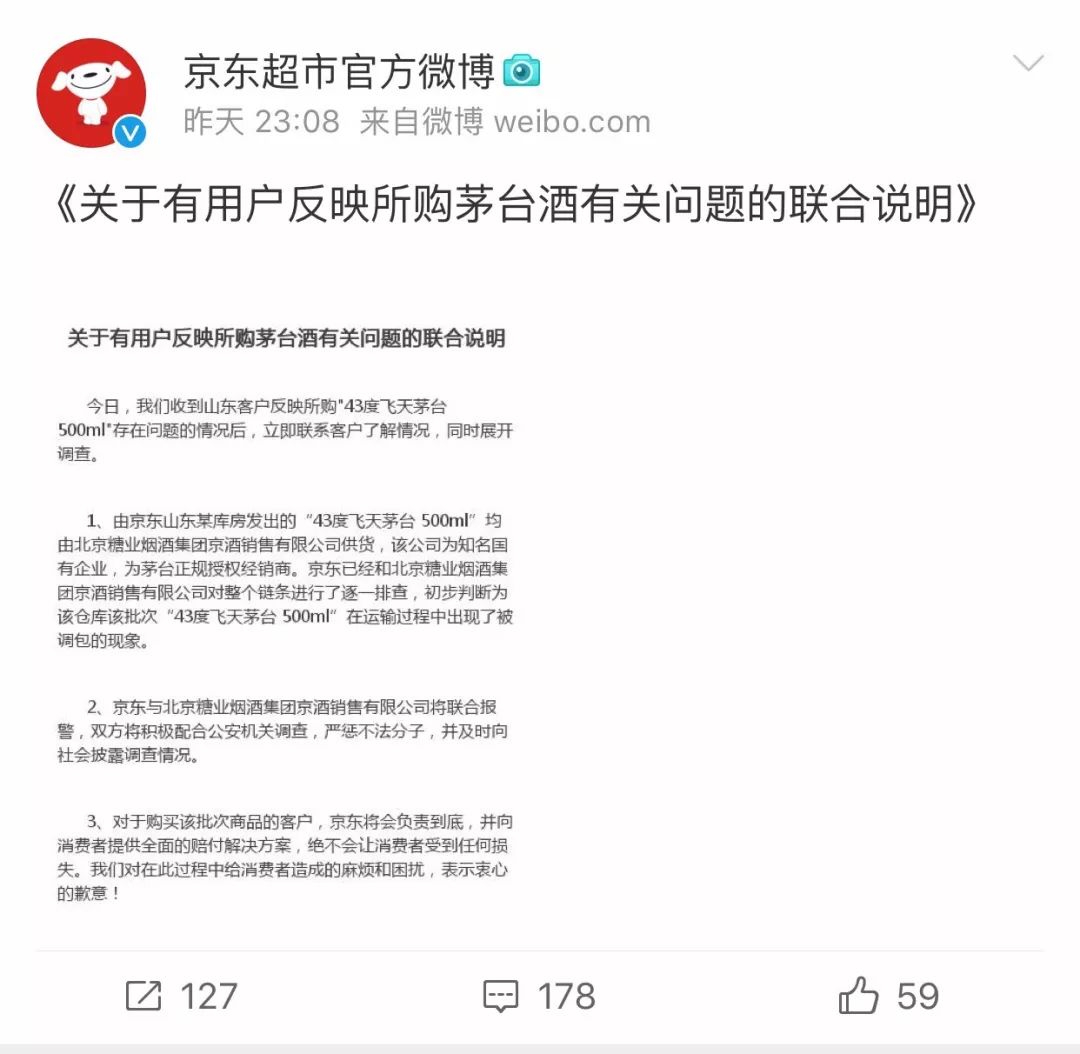 京东超市官方微博
昨天 23:08 来自微博 weibo.com
《关于有用户反映所购茅台酒有关问题的联合说明》
关于有用户反映所购茅台酒有关问题的联合说明
今日，我们收到山东客户反映所购"43度飞天茅台
500ml"存在问题的情况后，立即联系客户了解情况，同时展开
调查。
1、由京东山东某库房发出的“43度飞天茅台 500ml”均
由北京糖业烟酒集团京酒销售有限公司供货，该公司为知名国
有企业，为茅台正规授权经销商。京东已经和北京糖业烟酒集
团京酒销售有限公司对整个链条进行了逐一排查，初步判断为
该仓库该批次“43度飞天茅台 500ml”在运输过程中出现了被
调包的现象。
2、京东与北京糖业烟酒集团京酒销售有限公司将联合报
警，双方将积极配合公安机关调查，严惩不法分子，并及时向
社会披露调查情况。
3、对于购买该批次商品的客户，京东将会负责到底，并向
消费者提供全面的赔付解决方案，绝不会让消费者受到任何损
失。我们对在此过程中给消费者造成的麻烦和困扰，表示衷心
的歉意！
127 178 59